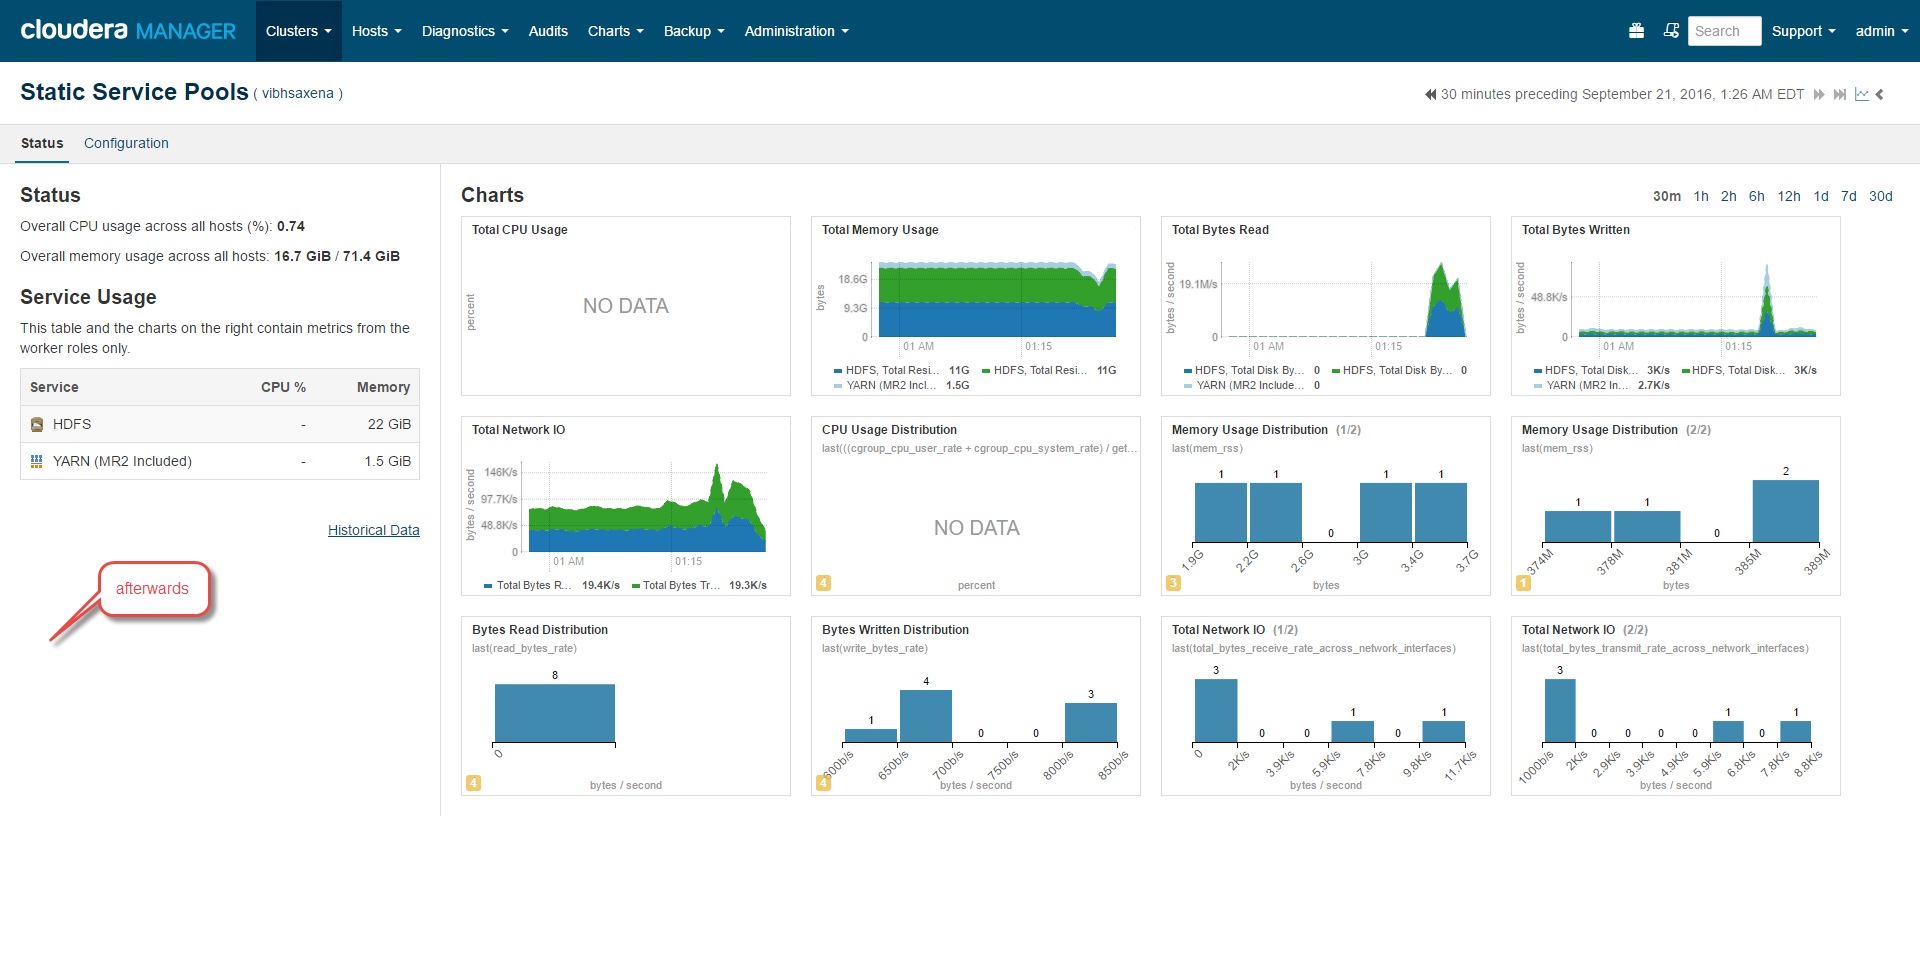 cloudera MANAGER Clusters Hosts Diagnostics Audits Charts Backup Administration Search Support admin
Static Service Pools ( vibhsaxena ) 30 minutes preceding September 21, 2016, 1:26 AM EDT
Status Configuration
Status
Overall CPU usage across all hosts (%): 0.74
Overall memory usage across all hosts: 16.7 GiB / 71.4 GiB
Service Usage
This table and the charts on the right contain metrics from the
worker roles only.
Service CPU % Memory
HDFS - 22 GiB
YARN (MR2 Included) - 1.5 GiB
Historical Data
afterwards
Charts 30m 1h 2h 6h 12h 1d 7d 30d
Total CPU Usage
percent
NO DATA
Total Memory Usage
bytes
18.6G
9.3G
0
01 AM 01:15
HDFS, Total Resi... 11G HDFS, Total Resi... 11G
YARN (MR2 Incl... 1.5G
Total Bytes Read
bytes / second
19.1M/s
0
01 AM 01:15
HDFS, Total Disk By... 0 HDFS, Total Disk By... 0
YARN (MR2 Include... 0
Total Bytes Written
bytes / second
48.8K/s
0
01 AM 01:15
HDFS, Total Disk... 3K/s HDFS, Total Disk... 3K/s
YARN (MR2 In... 2.7K/s
Total Network IO
bytes / second
146K/s
97.7K/s
48.8K/s
0
01 AM 01:15
Total Bytes R... 19.4K/s Total Bytes Tr... 19.3K/s
CPU Usage Distribution
last(((cgroup_cpu_user_rate + cgroup_cpu_system_rate) / get...
NO DATA
4 percent
Memory Usage Distribution (1/2)
last(mem_rss)
1 1 0 1 1
1.9G 2.2G 2.6G 3G 3.4G 3.7G
3 bytes
Memory Usage Distribution (2/2)
last(mem_rss)
1 1 0 2
374M 378M 381M 385M 389M
1 bytes
Bytes Read Distribution
last(read_bytes_rate)
8
0
4 bytes / second
Bytes Written Distribution
last(write_bytes_rate)
1 4 0 0 3
600b/s 650b/s 700b/s 750b/s 800b/s 850b/s
4 bytes / second
Total Network IO (1/2)
last(total_bytes_receive_rate_across_network_interfaces)
3 0 0 1 0 1
0 2K/s 3.9K/s 5.9K/s 7.8K/s 9.8K/s 11.7K/s
bytes / second
Total Network IO (2/2)
last(total_bytes_transmit_rate_across_network_interfaces)
3 0 0 0 0 1 0 1
1000b/s 2K/s 2.9K/s 3.9K/s 4.9K/s 5.9K/s 6.8K/s 7.8K/s 8.8K/s
bytes / second